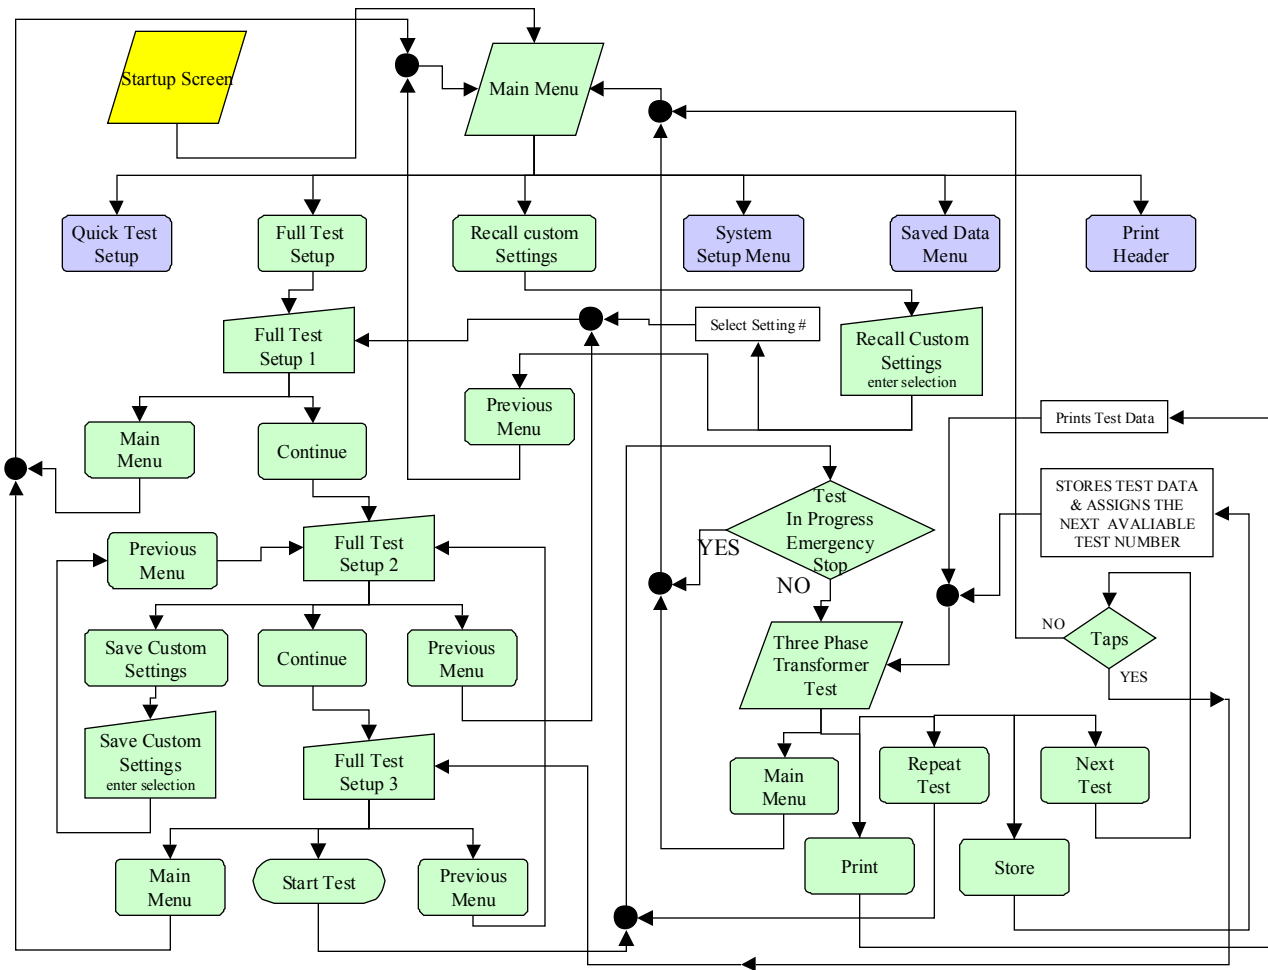 Startup Screen
Main Menu
Quick Test
Setup
Full Test
Setup
Recall custom
Settings
System
Setup Menu
Saved Data
Menu
Print
Header
Full Test
Setup 1
Select Setting #
Recall Custom
Settings
enter selection
Previous
Menu
Main
Menu
Continue
Prints Test Data
STORES TEST DATA
& ASSIGNS THE
NEXT AVALIABLE
TEST NUMBER
Test
In Progress
Emergency
Stop
YES
NO
Previous
Menu
Full Test
Setup 2
Save Custom
Settings
Continue
Previous
Menu
Three Phase
Transformer
Test
NO
Taps
YES
Save Custom
Settings
enter selection
Full Test
Setup 3
Main
Menu
Repeat
Test
Next
Test
Main
Menu
Start Test
Previous
Menu
Print
Store